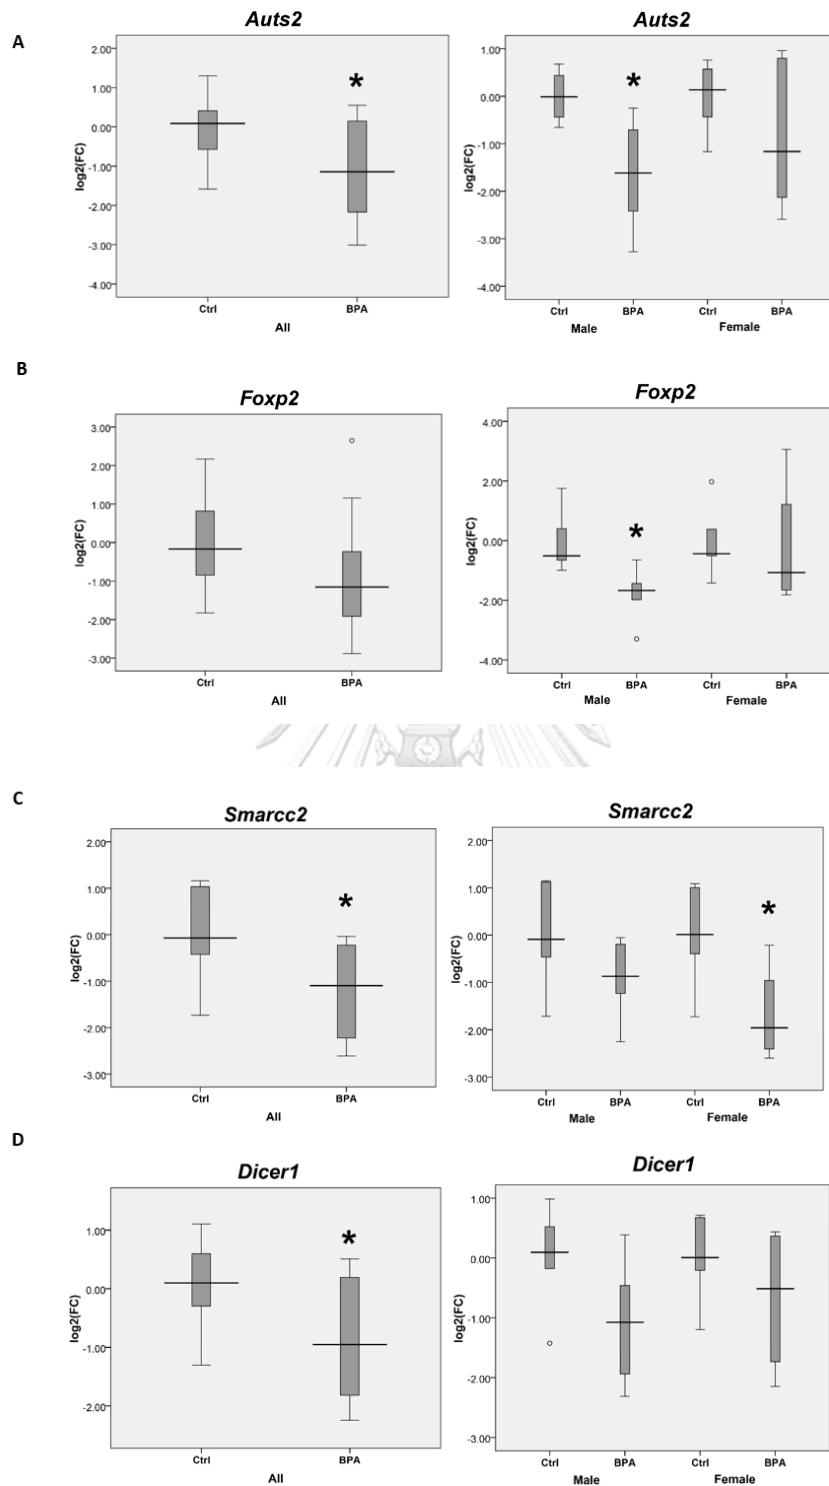 A
Auts2
log2(FC)
2.00
1.00
0.00
-1.00
-2.00
-3.00
-4.00
*
Ctrl
BPA
All
Auts2
log2(FC)
1.00
0.00
-1.00
-2.00
-3.00
-4.00
*
Ctrl
BPA
Ctrl
BPA
Male
Female
B
Foxp2
log2(FC)
3.00
2.00
1.00
0.00
-1.00
-2.00
-3.00
Ctrl
BPA
All
Foxp2
log2(FC)
4.00
2.00
0.00
-2.00
-4.00
*
Ctrl
BPA
Ctrl
BPA
Male
Female
C
Smarcc2
log2(FC)
2.00
1.00
0.00
-1.00
-2.00
-3.00
*
Ctrl
BPA
All
Smarcc2
log2(FC)
2.00
1.00
0.00
-1.00
-2.00
-3.00
*
Ctrl
BPA
Ctrl
BPA
Male
Female
D
Dicer1
log2(FC)
1.00
0.00
-1.00
-2.00
*
Ctrl
BPA
All
Dicer1
log2(FC)
1.00
0.00
-1.00
-2.00
-3.00
Ctrl
BPA
Ctrl
BPA
Male
Female